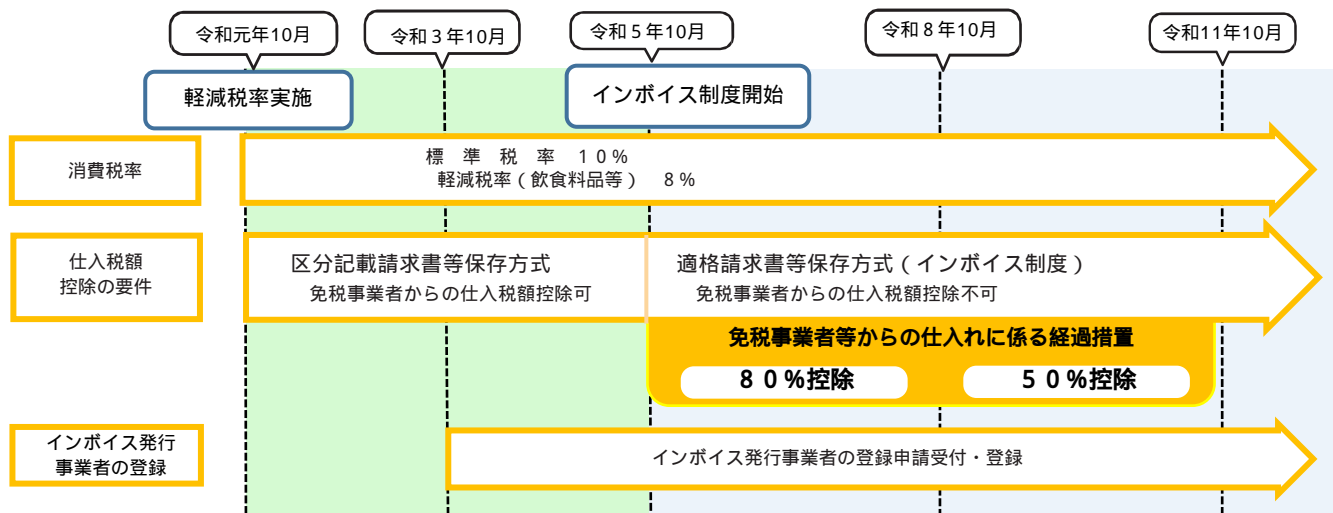 令和元年10月
令和３年10月
令和５年10月
令和８年10月
令和11年10月
軽減税率実施
インボイス制度開始
消費税率
標 準 税 率 １０％
軽減税率（飲食料品等） ８％
仕入税額
控除の要件
区分記載請求書等保存方式
免税事業者からの仕入税額控除可
適格請求書等保存方式（インボイス制度）
免税事業者からの仕入税額控除不可
免税事業者等からの仕入れに係る経過措置
８０％控除
５０％控除
インボイス発行
事業者の登録
インボイス発行事業者の登録申請受付・登録